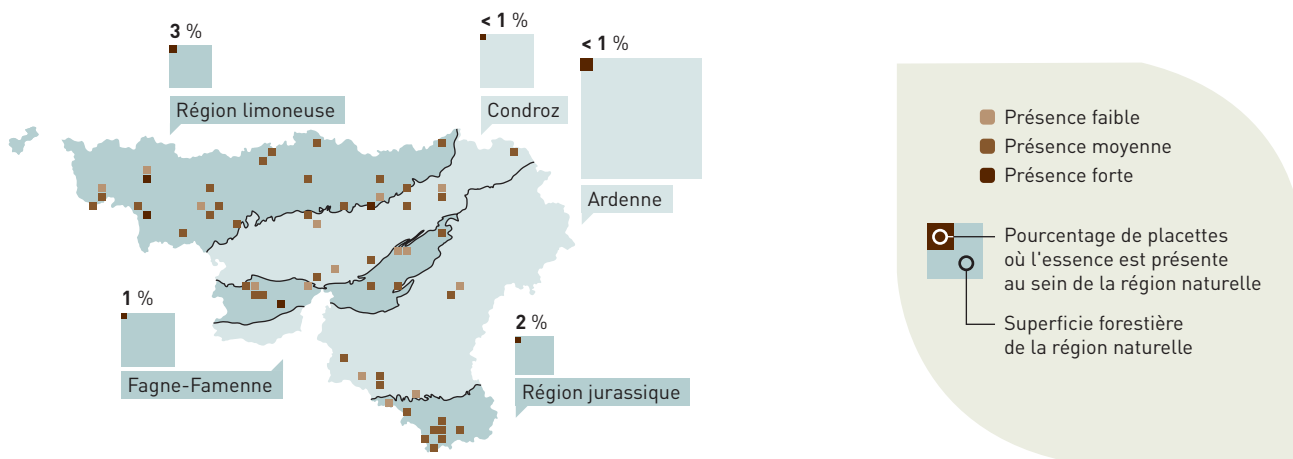 3 %
Région limoneuse
< 1 %
Condroz
< 1 %
Ardenne
1 %
Fagne-Famenne
2 %
Région jurassique
Présence faible
Présence moyenne
Présence forte
Pourcentage de placettes
où l'essence est présente
au sein de la région naturelle
Superficie forestière
de la région naturelle